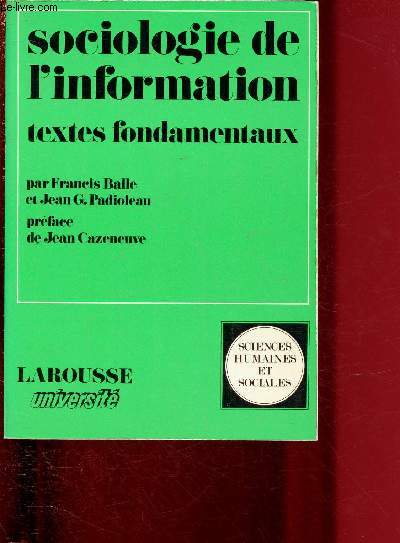 le-livre.com
sociologie de
l'information
textes fondamentaux
par Francis Balle
et Jean G. Padioleau
préface
de Jean Cazeneuve
SCIENCES
HUMAINES
ET
SOCIALES
LAROUSSE
université